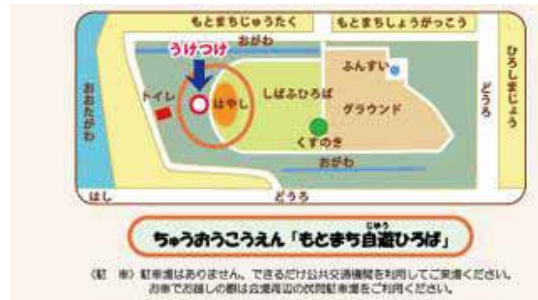 もとまちじゅうたく
もとまちしょうがっこう
うけつけ
おがわ
ふんすい
ひろしまじょう
おおたがわ
トイレ
はやし
しばふひろば
グラウンド
どうろ
くすのき
おがわ
はし
どうろ
じゆう
ちゅうおうこうえん「もとまち自遊ひろば」
〈駐　車〉駐車場はありません。できるだけ公共交通機関を利用してご来場ください。
お車でお越しの際は会場周辺の民間駐車場をご利用ください。